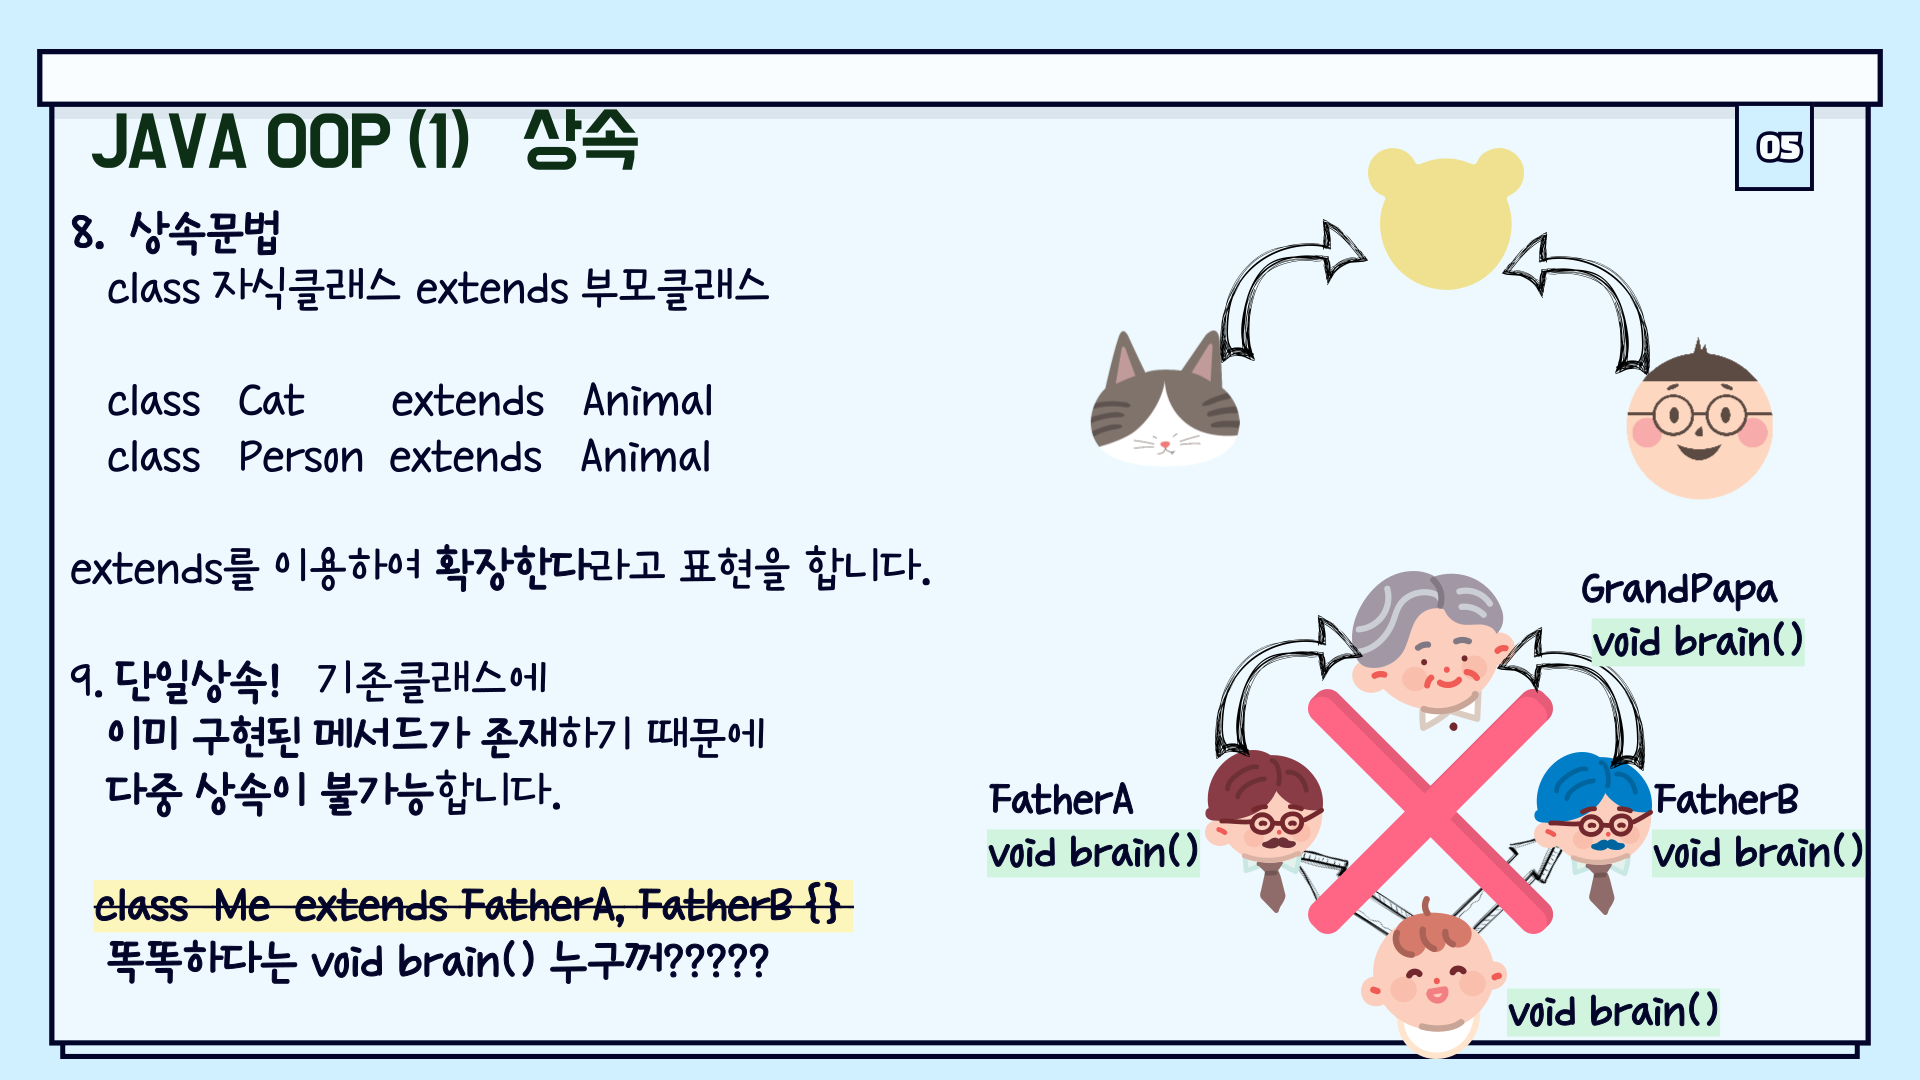 JAVA OOP (1) 상속
05
8. 상속문법
class 자식클래스 extends 부모클래스
class Cat extends Animal
class Person extends Animal
extends를 이용하여 확장한다라고 표현을 합니다.
9. 단일상속! 기존클래스에
이미 구현된 메서드가 존재하기 때문에
다중 상속이 불가능합니다.
class Me extends FatherA, FatherB {}
똑똑하다는 void brain() 누구꺼?????
GrandPapa
void brain()
FatherA
void brain()
FatherB
void brain()
void brain()